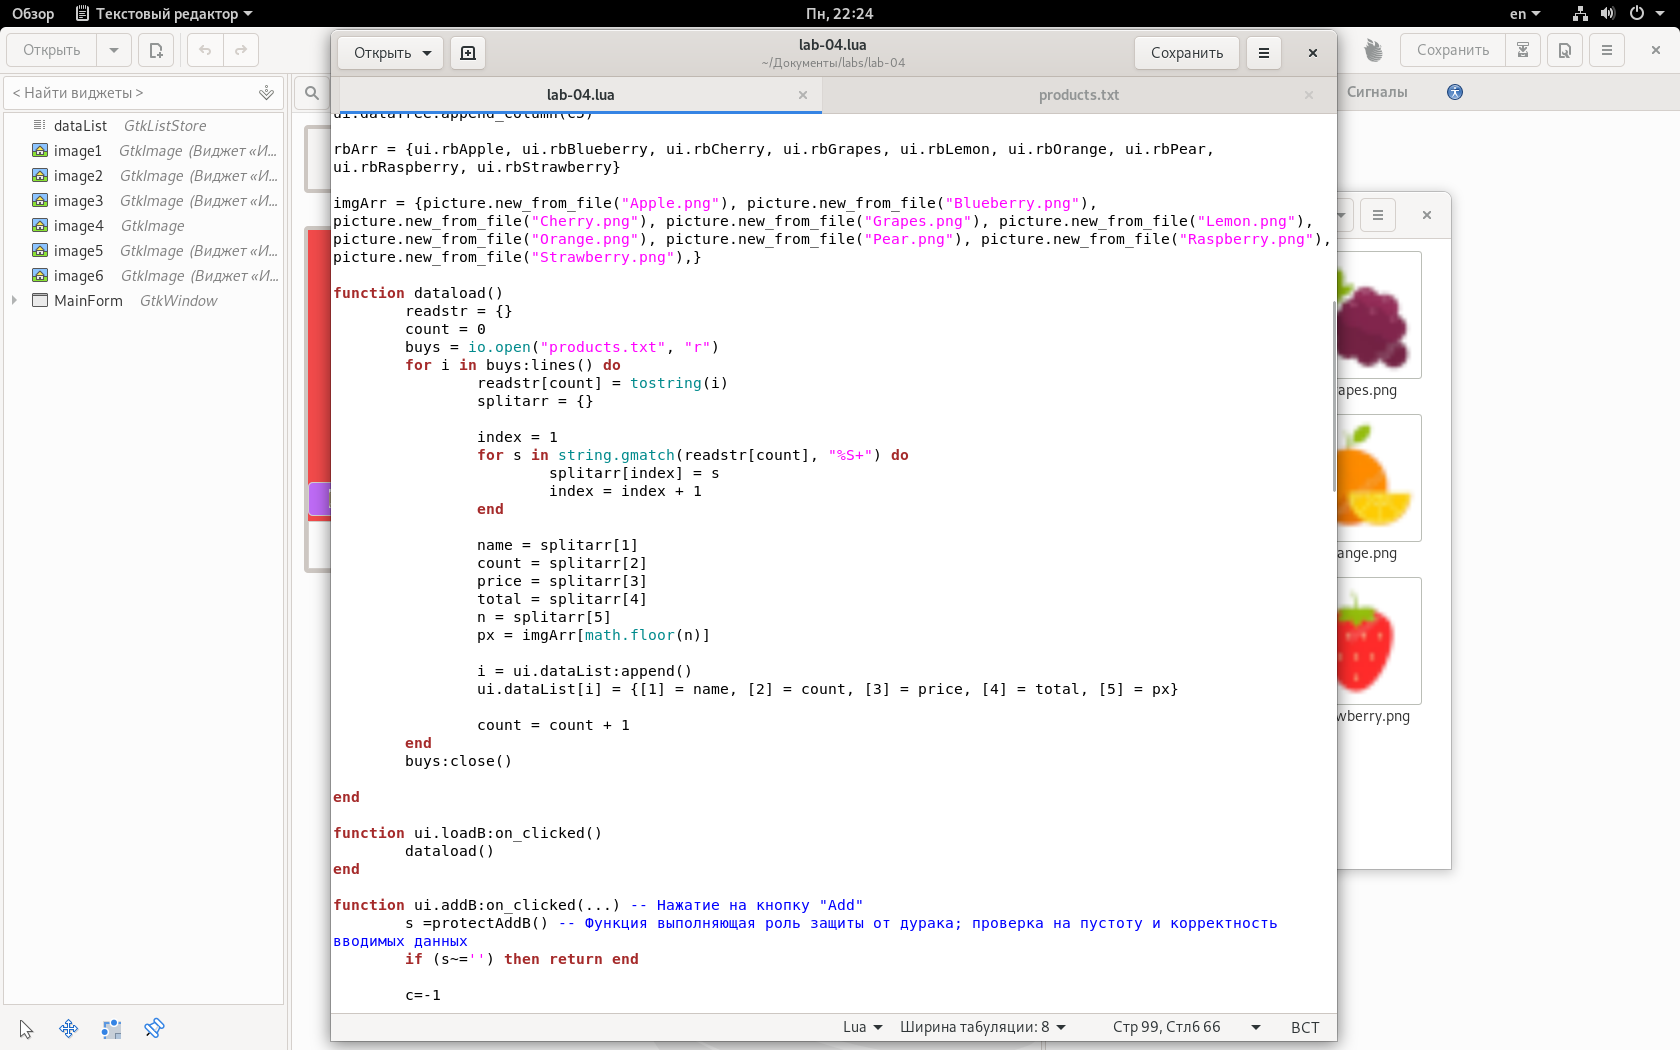 Обзор
Текстовый редактор
Пн, 22:24
en
Открыть
Сохранить
< Найти виджеты >
dataList GtkListStore
image1 GtkImage (Виджет «И...
image2 GtkImage (Виджет «И...
image3 GtkImage (Виджет «И...
image4 GtkImage
image5 GtkImage (Виджет «И...
image6 GtkImage (Виджет «И...
MainForm GtkWindow
Сигналы
Открыть
lab-04.lua
~/Документы/labs/lab-04
Сохранить
lab-04.lua
products.txt
ui.dataTree:append_column(c5)
rbArr = {ui.rbApple, ui.rbBlueberry, ui.rbCherry, ui.rbGrapes, ui.rbLemon, ui.rbOrange, ui.rbPear,
ui.rbRaspberry, ui.rbStrawberry}
imgArr = {picture.new_from_file("Apple.png"), picture.new_from_file("Blueberry.png"),
picture.new_from_file("Cherry.png"), picture.new_from_file("Grapes.png"), picture.new_from_file("Lemon.png"),
picture.new_from_file("Orange.png"), picture.new_from_file("Pear.png"), picture.new_from_file("Raspberry.png"),
picture.new_from_file("Strawberry.png"),}
function dataload()
readstr = {}
count = 0
buys = io.open("products.txt", "r")
for i in buys:lines() do
readstr[count] = tostring(i)
splitarr = {}
index = 1
for s in string.gmatch(readstr[count], "%S+") do
splitarr[index] = s
index = index + 1
end
name = splitarr[1]
count = splitarr[2]
price = splitarr[3]
total = splitarr[4]
n = splitarr[5]
px = imgArr[math.floor(n)]
i = ui.dataList:append()
ui.dataList[i] = {[1] = name, [2] = count, [3] = price, [4] = total, [5] = px}
count = count + 1
end
buys:close()
end
function ui.loadB:on_clicked()
dataload()
end
function ui.addB:on_clicked(...) -- Нажатие на кнопку "Add"
s =protectAddB() -- Функция выполняющая роль защиты от дурака; проверка на пустоту и корректность
вводимых данных
if (s~='') then return end
c=-1
Lua
Ширина табуляции: 8
Стр 99, Стлб 66
ВСТ
apes.png
ange.png
wberry.png